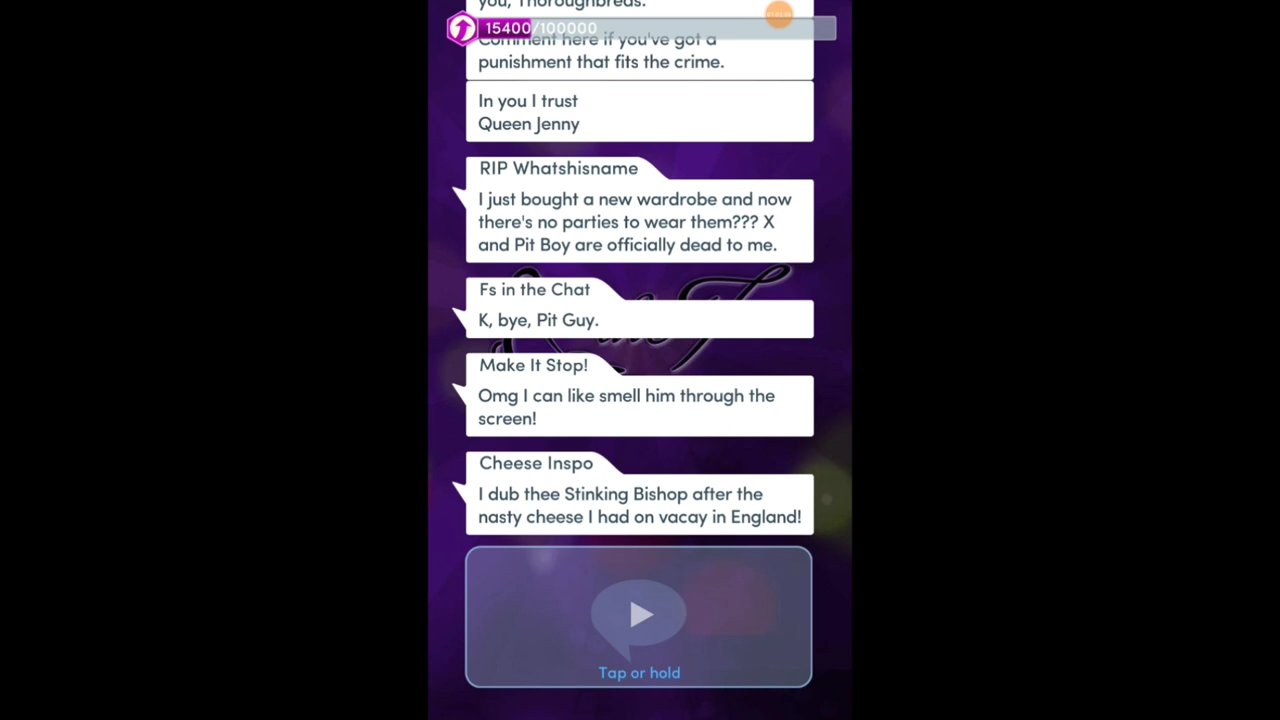 you, Thoroughbreds.
15400/100000
Comment here if you've got a
punishment that fits the crime.
In you I trust
Queen Jenny
RIP Whatshisname
I just bought a new wardrobe and now
there's no parties to wear them??? X
and Pit Boy are officially dead to me.
Fs in the Chat
K, bye, Pit Guy.
Make It Stop!
Omg I can like smell him through the
screen!
Cheese Inspo
I dub thee Stinking Bishop after the
nasty cheese I had on vacay in England!
Tap or hold